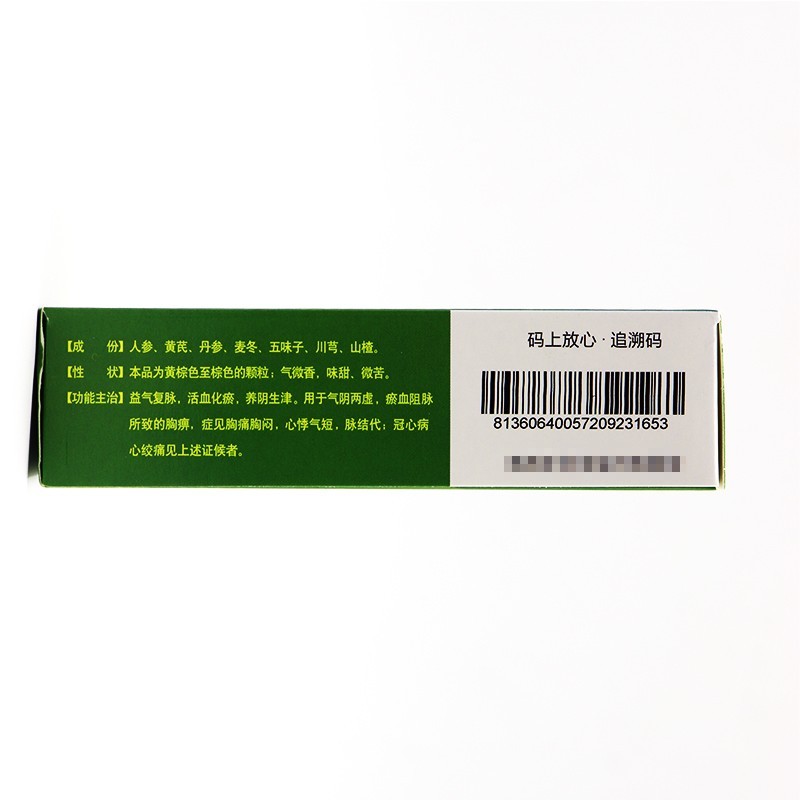 【成　份】人参、黄芪、丹参、麦冬、五味子、川芎、山楂。
【性　状】本品为黄棕色至棕色的颗粒；气微香，味甜、微苦。
【功能主治】益气复脉，活血化瘀，养阴生津。用于气阴两虚，瘀血阻脉
所致的胸痹，症见胸痛胸闷，心悸气短，脉结代；冠心病
心绞痛见上述证候者。
码上放心·追溯码
81360640057209231653